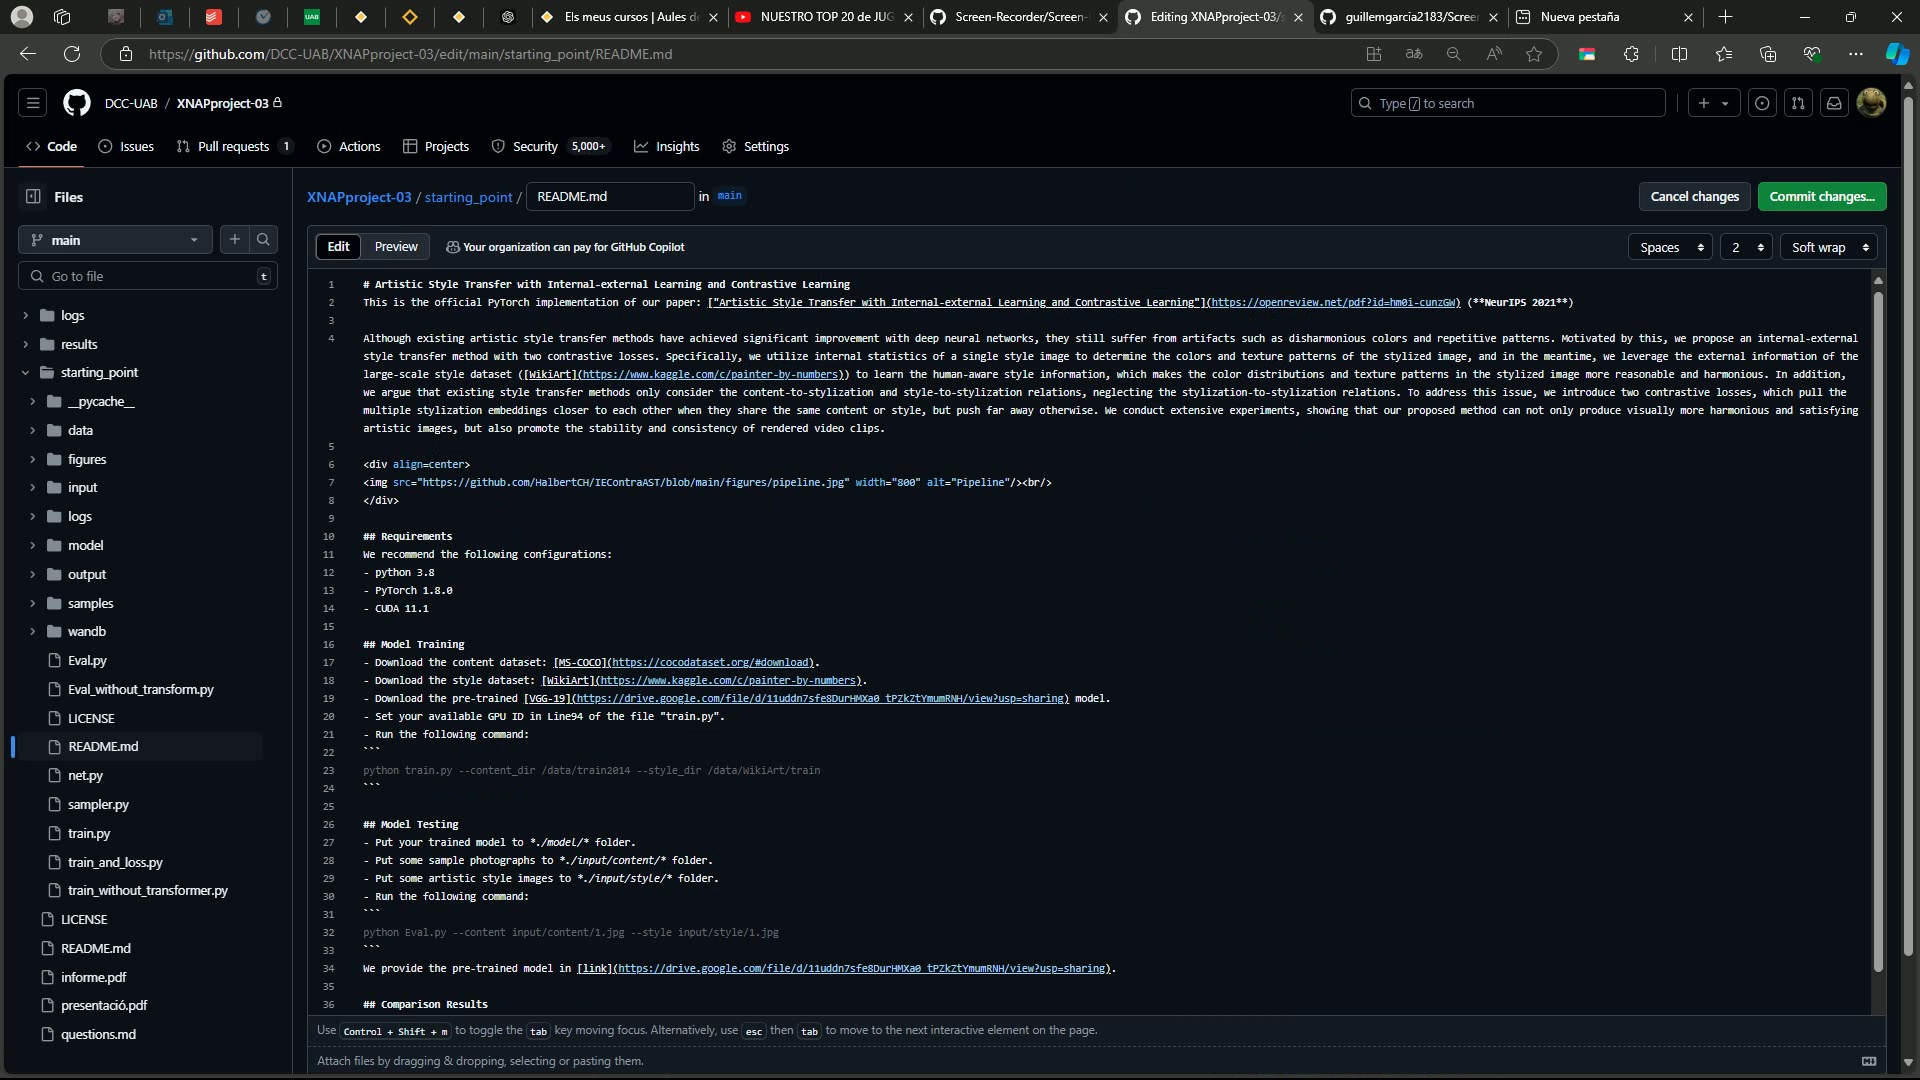 Els meus cursos | Aules d
NUESTRO TOP 20 de JUG
Screen-Recorder/Screen-
Editing XNAPproject-03/s
guillemgarcia2183/Screen
Nueva pestaña
https://github.com/DCC-UAB/XNAPproject-03/edit/main/starting_point/README.md
DCC-UAB / XNAPproject-03
Type / to search
Code
Issues
Pull requests 1
Actions
Projects
Security 5,000+
Insights
Settings
Files
main
Go to file t
logs
results
starting_point
__pycache__
data
figures
input
logs
model
output
samples
wandb
Eval.py
Eval_without_transform.py
LICENSE
README.md
net.py
sampler.py
train.py
train_and_loss.py
train_without_transformer.py
LICENSE
README.md
informe.pdf
presentació.pdf
questions.md
XNAPproject-03 / starting_point / README.md in main
Cancel changes
Commit changes...
Edit Preview
Your organization can pay for GitHub Copilot
Spaces 2 Soft wrap
1 # Artistic Style Transfer with Internal-external Learning and Contrastive Learning
2 This is the official PyTorch implementation of our paper: ["Artistic Style Transfer with Internal-external Learning and Contrastive Learning"](https://openreview.net/pdf?id=hm0i-cunzGW) (**NeurIPS 2021**)
3
4 Although existing artistic style transfer methods have achieved significant improvement with deep neural networks, they still suffer from artifacts such as disharmonious colors and repetitive patterns. Motivated by this, we propose an internal-external
style transfer method with two contrastive losses. Specifically, we utilize internal statistics of a single style image to determine the colors and texture patterns of the stylized image, and in the meantime, we leverage the external information of the
large-scale style dataset ([WikiArt](https://www.kaggle.com/c/painter-by-numbers)) to learn the human-aware style information, which makes the color distributions and texture patterns in the stylized image more reasonable and harmonious. In addition,
we argue that existing style transfer methods only consider the content-to-stylization and style-to-stylization relations, neglecting the stylization-to-stylization relations. To address this issue, we introduce two contrastive losses, which pull the
multiple stylization embeddings closer to each other when they share the same content or style, but push far away otherwise. We conduct extensive experiments, showing that our proposed method can not only produce visually more harmonious and satisfying
artistic images, but also promote the stability and consistency of rendered video clips.
5
6 <div align=center>
7 <img src="https://github.com/HalbertCH/IEContraAST/blob/main/figures/pipeline.jpg" width="800" alt="Pipeline"/><br/>
8 </div>
9
10 ## Requirements
11 We recommend the following configurations:
12 - python 3.8
13 - PyTorch 1.8.0
14 - CUDA 11.1
15
16 ## Model Training
17 - Download the content dataset: [MS-COCO](https://cocodataset.org/#download).
18 - Download the style dataset: [WikiArt](https://www.kaggle.com/c/painter-by-numbers).
19 - Download the pre-trained [VGG-19](https://drive.google.com/file/d/11uddn7sfe8DurHMXa0_tPZkZtYmumRNH/view?usp=sharing) model.
20 - Set your available GPU ID in Line94 of the file "train.py".
21 - Run the following command:
22 ```
23 python train.py --content_dir /data/train2014 --style_dir /data/WikiArt/train
24 ```
25
26 ## Model Testing
27 - Put your trained model to *./model/* folder.
28 - Put some sample photographs to *./input/content/* folder.
29 - Put some artistic style images to *./input/style/* folder.
30 - Run the following command:
31 ```
32 python Eval.py --content input/content/1.jpg --style input/style/1.jpg
33 ```
34 We provide the pre-trained model in [link](https://drive.google.com/file/d/11uddn7sfe8DurHMXa0_tPZkZtYmumRNH/view?usp=sharing).
35
36 ## Comparison Results
Use Control + Shift + m to toggle the tab key moving focus. Alternatively, use esc then tab to move to the next interactive element on the page.
Attach files by dragging & dropping, selecting or pasting them.